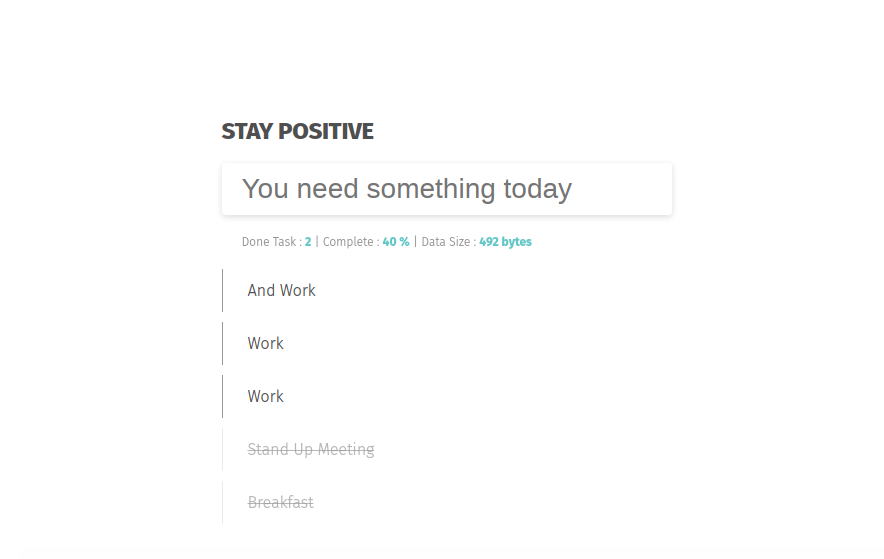 STAY POSITIVE
You need something today
Done Task : 2 | Complete : 40 % | Data Size : 492 bytes
And Work
Work
Work
Stand Up Meeting
Breakfast